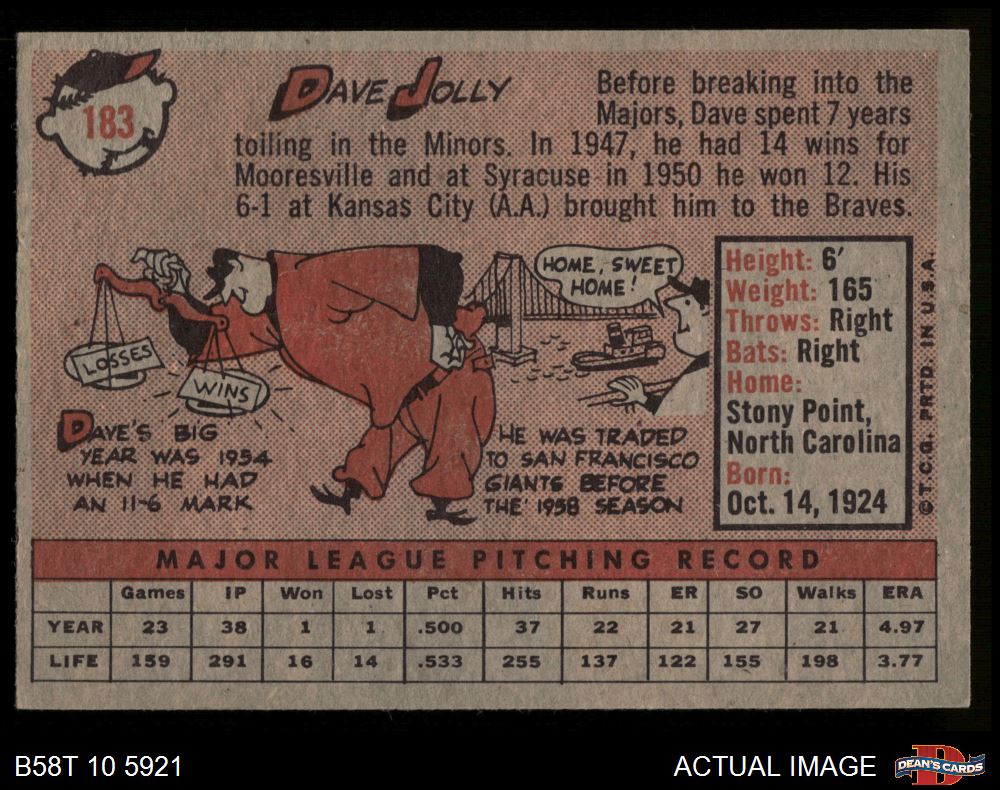 183
DAVE JOLLY
Before breaking into the
Majors, Dave spent 7 years
toiling in the Minors. In 1947, he had 14 wins for
Mooresville and at Syracuse in 1950 he won 12. His
6-1 at Kansas City (A.A.) brought him to the Braves.
LOSSES
WINS
DAVE'S BIG
YEAR WAS 1954
WHEN HE HAD
AN 11-6 MARK
HOME, SWEET
HOME!
HE WAS TRADED
TO SAN FRANCISCO
GIANTS BEFORE
THE 1958 SEASON
Height: 6'
Weight: 165
Throws: Right
Bats: Right
Home:
Stony Point,
North Carolina
Born:
Oct. 14, 1924
© T.C.G. PRTD. IN U.S.A.
MAJOR LEAGUE PITCHING RECORD
Games IP Won Lost Pct Hits Runs ER SO Walks ERA
YEAR 23 38 1 1 .500 37 22 21 27 21 4.97
LIFE 159 291 16 14 .533 255 137 122 155 198 3.77
B58T 10 5921
ACTUAL IMAGE
DEAN'S CARDS